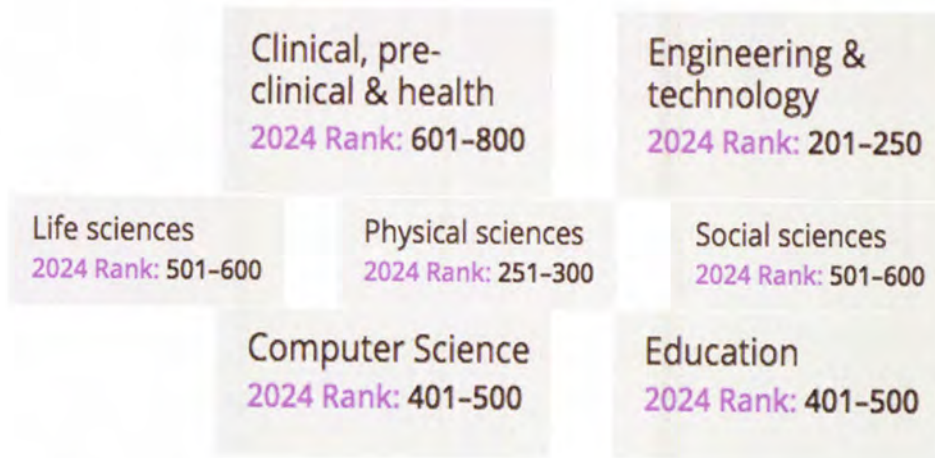 Clinical, pre-
clinical & health
2024 Rank: 601–800
Engineering &
technology
2024 Rank: 201–250
Life sciences
2024 Rank: 501–600
Physical sciences
2024 Rank: 251–300
Social sciences
2024 Rank: 501–600
Computer Science
2024 Rank: 401–500
Education
2024 Rank: 401–500